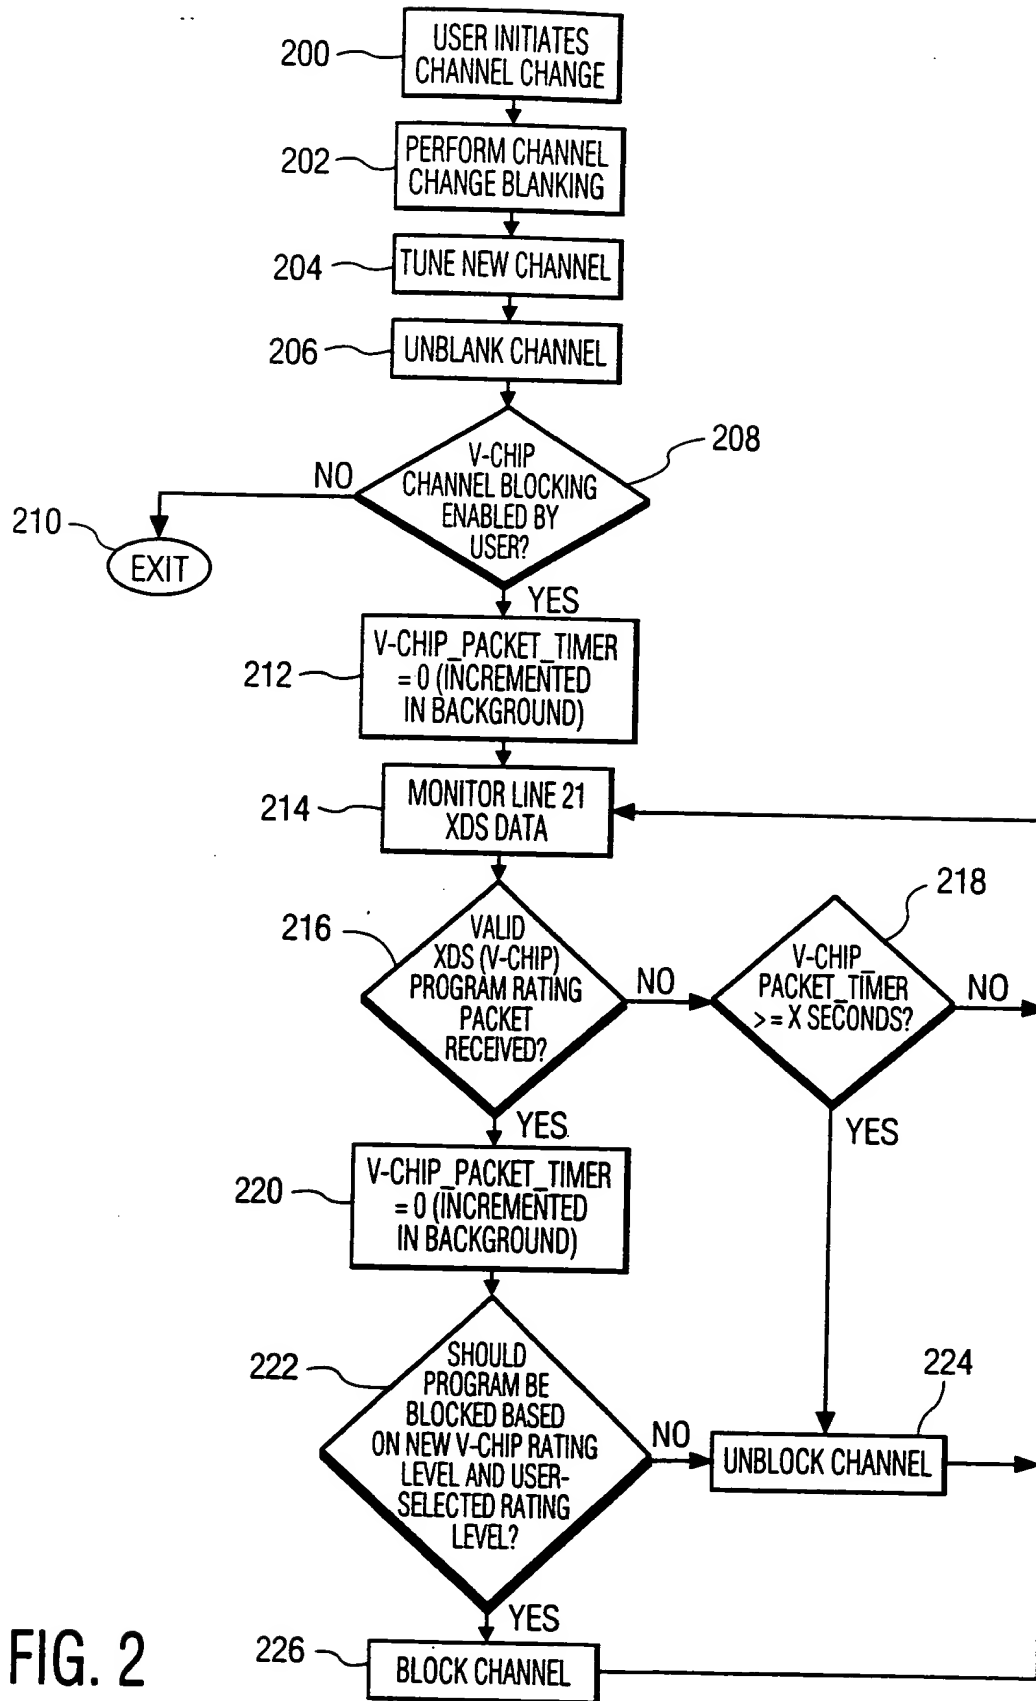 200
USER INITIATES
CHANNEL CHANGE
202
PERFORM CHANNEL
CHANGE BLANKING
204
TUNE NEW CHANNEL
206
UNBLANK CHANNEL
208
V-CHIP
CHANNEL BLOCKING
ENABLED BY
USER?
NO
210
EXIT
YES
212
V-CHIP_PACKET_TIMER
= 0 (INCREMENTED
IN BACKGROUND)
214
MONITOR LINE 21
XDS DATA
216
VALID
XDS (V-CHIP)
PROGRAM RATING
PACKET
RECEIVED?
NO
218
V-CHIP_
PACKET_TIMER
>= X SECONDS?
NO
YES
YES
220
V-CHIP_PACKET_TIMER
= 0 (INCREMENTED
IN BACKGROUND)
222
SHOULD
PROGRAM BE
BLOCKED BASED
ON NEW V-CHIP RATING
LEVEL AND USER-
SELECTED RATING
LEVEL?
NO
224
UNBLOCK CHANNEL
YES
226
BLOCK CHANNEL
FIG. 2